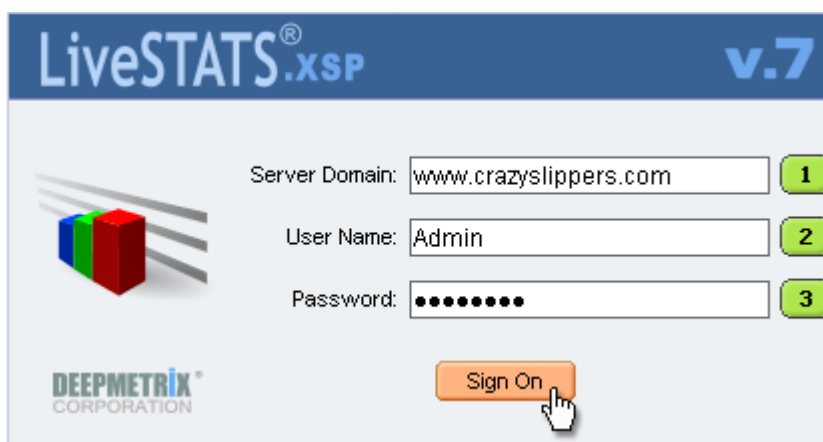 LiveSTATS®.XSP v.7
Server Domain: www.crazyslippers.com 1
User Name: Admin 2
Password: ●●●●●●●● 3
DEEPMETRIX®
CORPORATION
Sign On